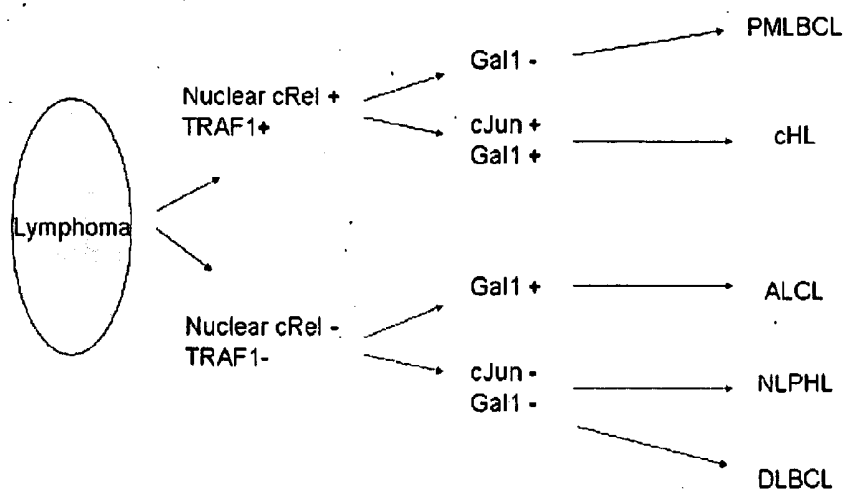 PMLBCL
Gal1 -
Nuclear cRel +
TRAF1+
cJun +
Gal1 +
cHL
Lymphoma
Gal1 +
ALCL
Nuclear cRel -
TRAF1-
cJun -
Gal1 -
NLPHL
DLBCL